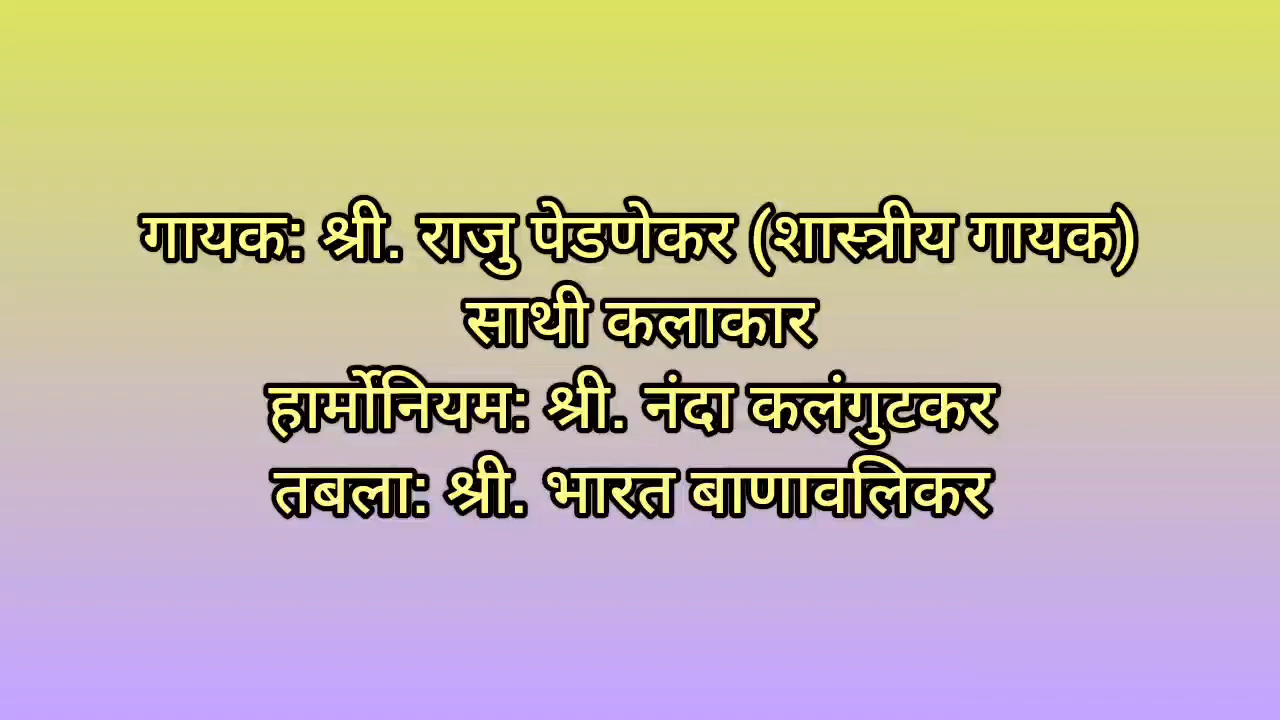 गायक: श्री. राजु पेडणेकर (शास्त्रीय गायक)
साथी कलाकार
हार्मोनियम: श्री. नंदा कलंगुटकर
तबला: श्री. भारत बाणावलिकर